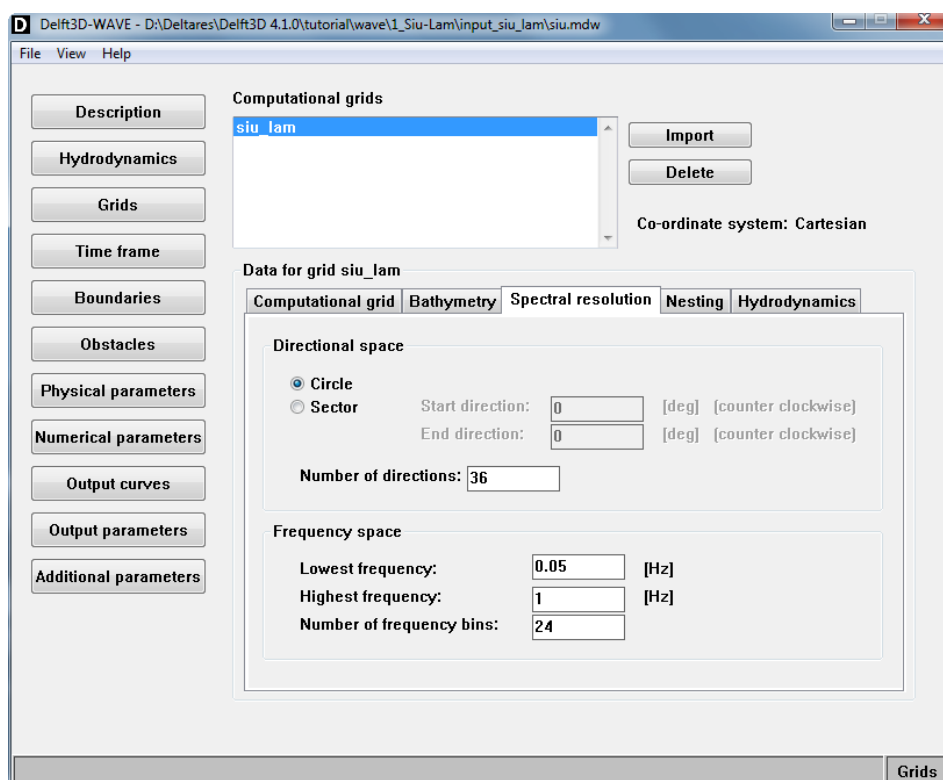 Delft3D-WAVE - D:\Deltares\Delft3D 4.1.0\tutorial\wave\1_Siu-Lam\input_siu_lam\siu.mdw
File View Help
Description
Hydrodynamics
Grids
Time frame
Boundaries
Obstacles
Physical parameters
Numerical parameters
Output curves
Output parameters
Additional parameters
Computational grids
siu_lam
Import
Delete
Co-ordinate system: Cartesian
Data for grid siu_lam
Computational grid Bathymetry Spectral resolution Nesting Hydrodynamics
Directional space
Circle
Sector Start direction: 0 [deg] (counter clockwise)
End direction: 0 [deg] (counter clockwise)
Number of directions: 36
Frequency space
Lowest frequency: 0.05 [Hz]
Highest frequency: 1 [Hz]
Number of frequency bins: 24
Grids